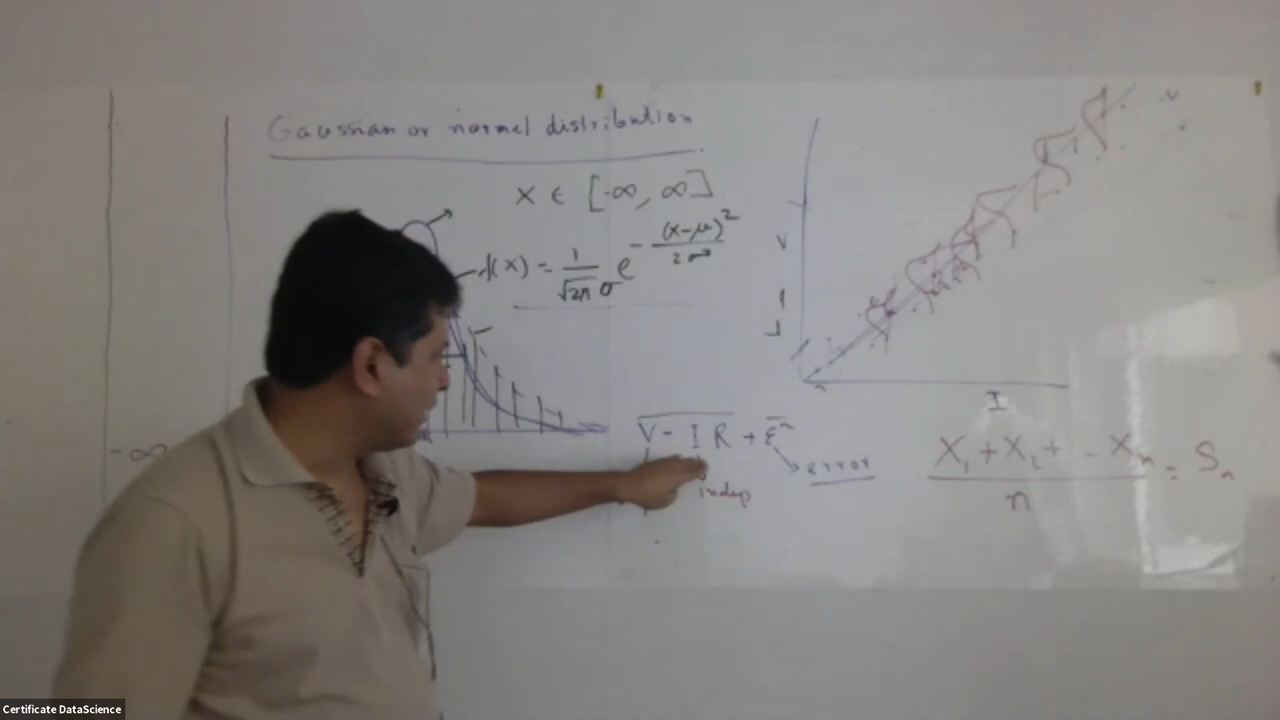 Gaussian or normal distribution
X ∈ [-∞, ∞]
f(x) = 1/√2π σ e^-(x-μ)²/2σ²
-∞
V
I
V - I R + ε
error
indep
X₁ + X₂ + - - Xₙ / n = Sₙ
Certificate DataScience